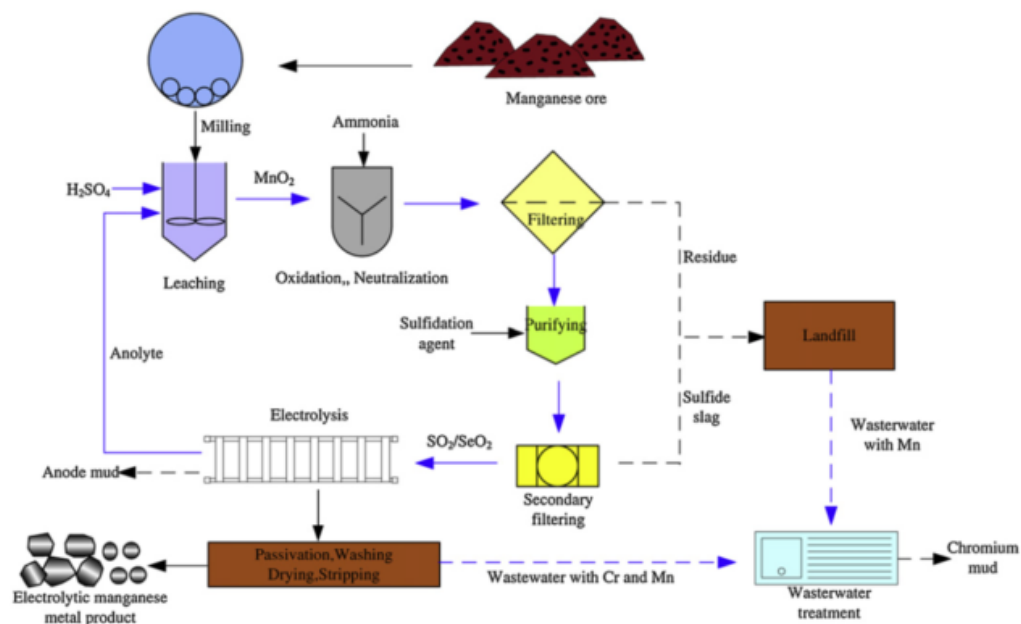 Manganese ore
Milling
Ammonia
H₂SO₄
MnO₂
Filtering
Leaching
Oxidation,, Neutralization
Residue
Sulfidation
agent
Purifying
Landfill
Anolyte
Sulfide
slag
Electrolysis
Wasterwater
with Mn
SO₂/SeO₂
Anode mud
Secondary
filtering
Passivation,Washing
Drying,Stripping
Wastewater with Cr and Mn
Chromium
mud
Electrolytic manganese
metal product
Wasterwater
treatment